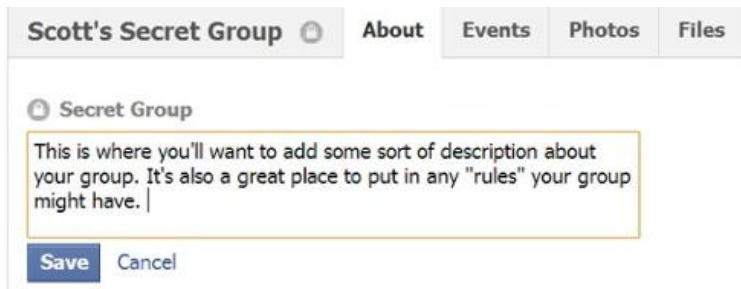 Scott's Secret Group About Events Photos Files
Secret Group
This is where you'll want to add some sort of description about
your group. It's also a great place to put in any "rules" your group
might have.
Save Cancel